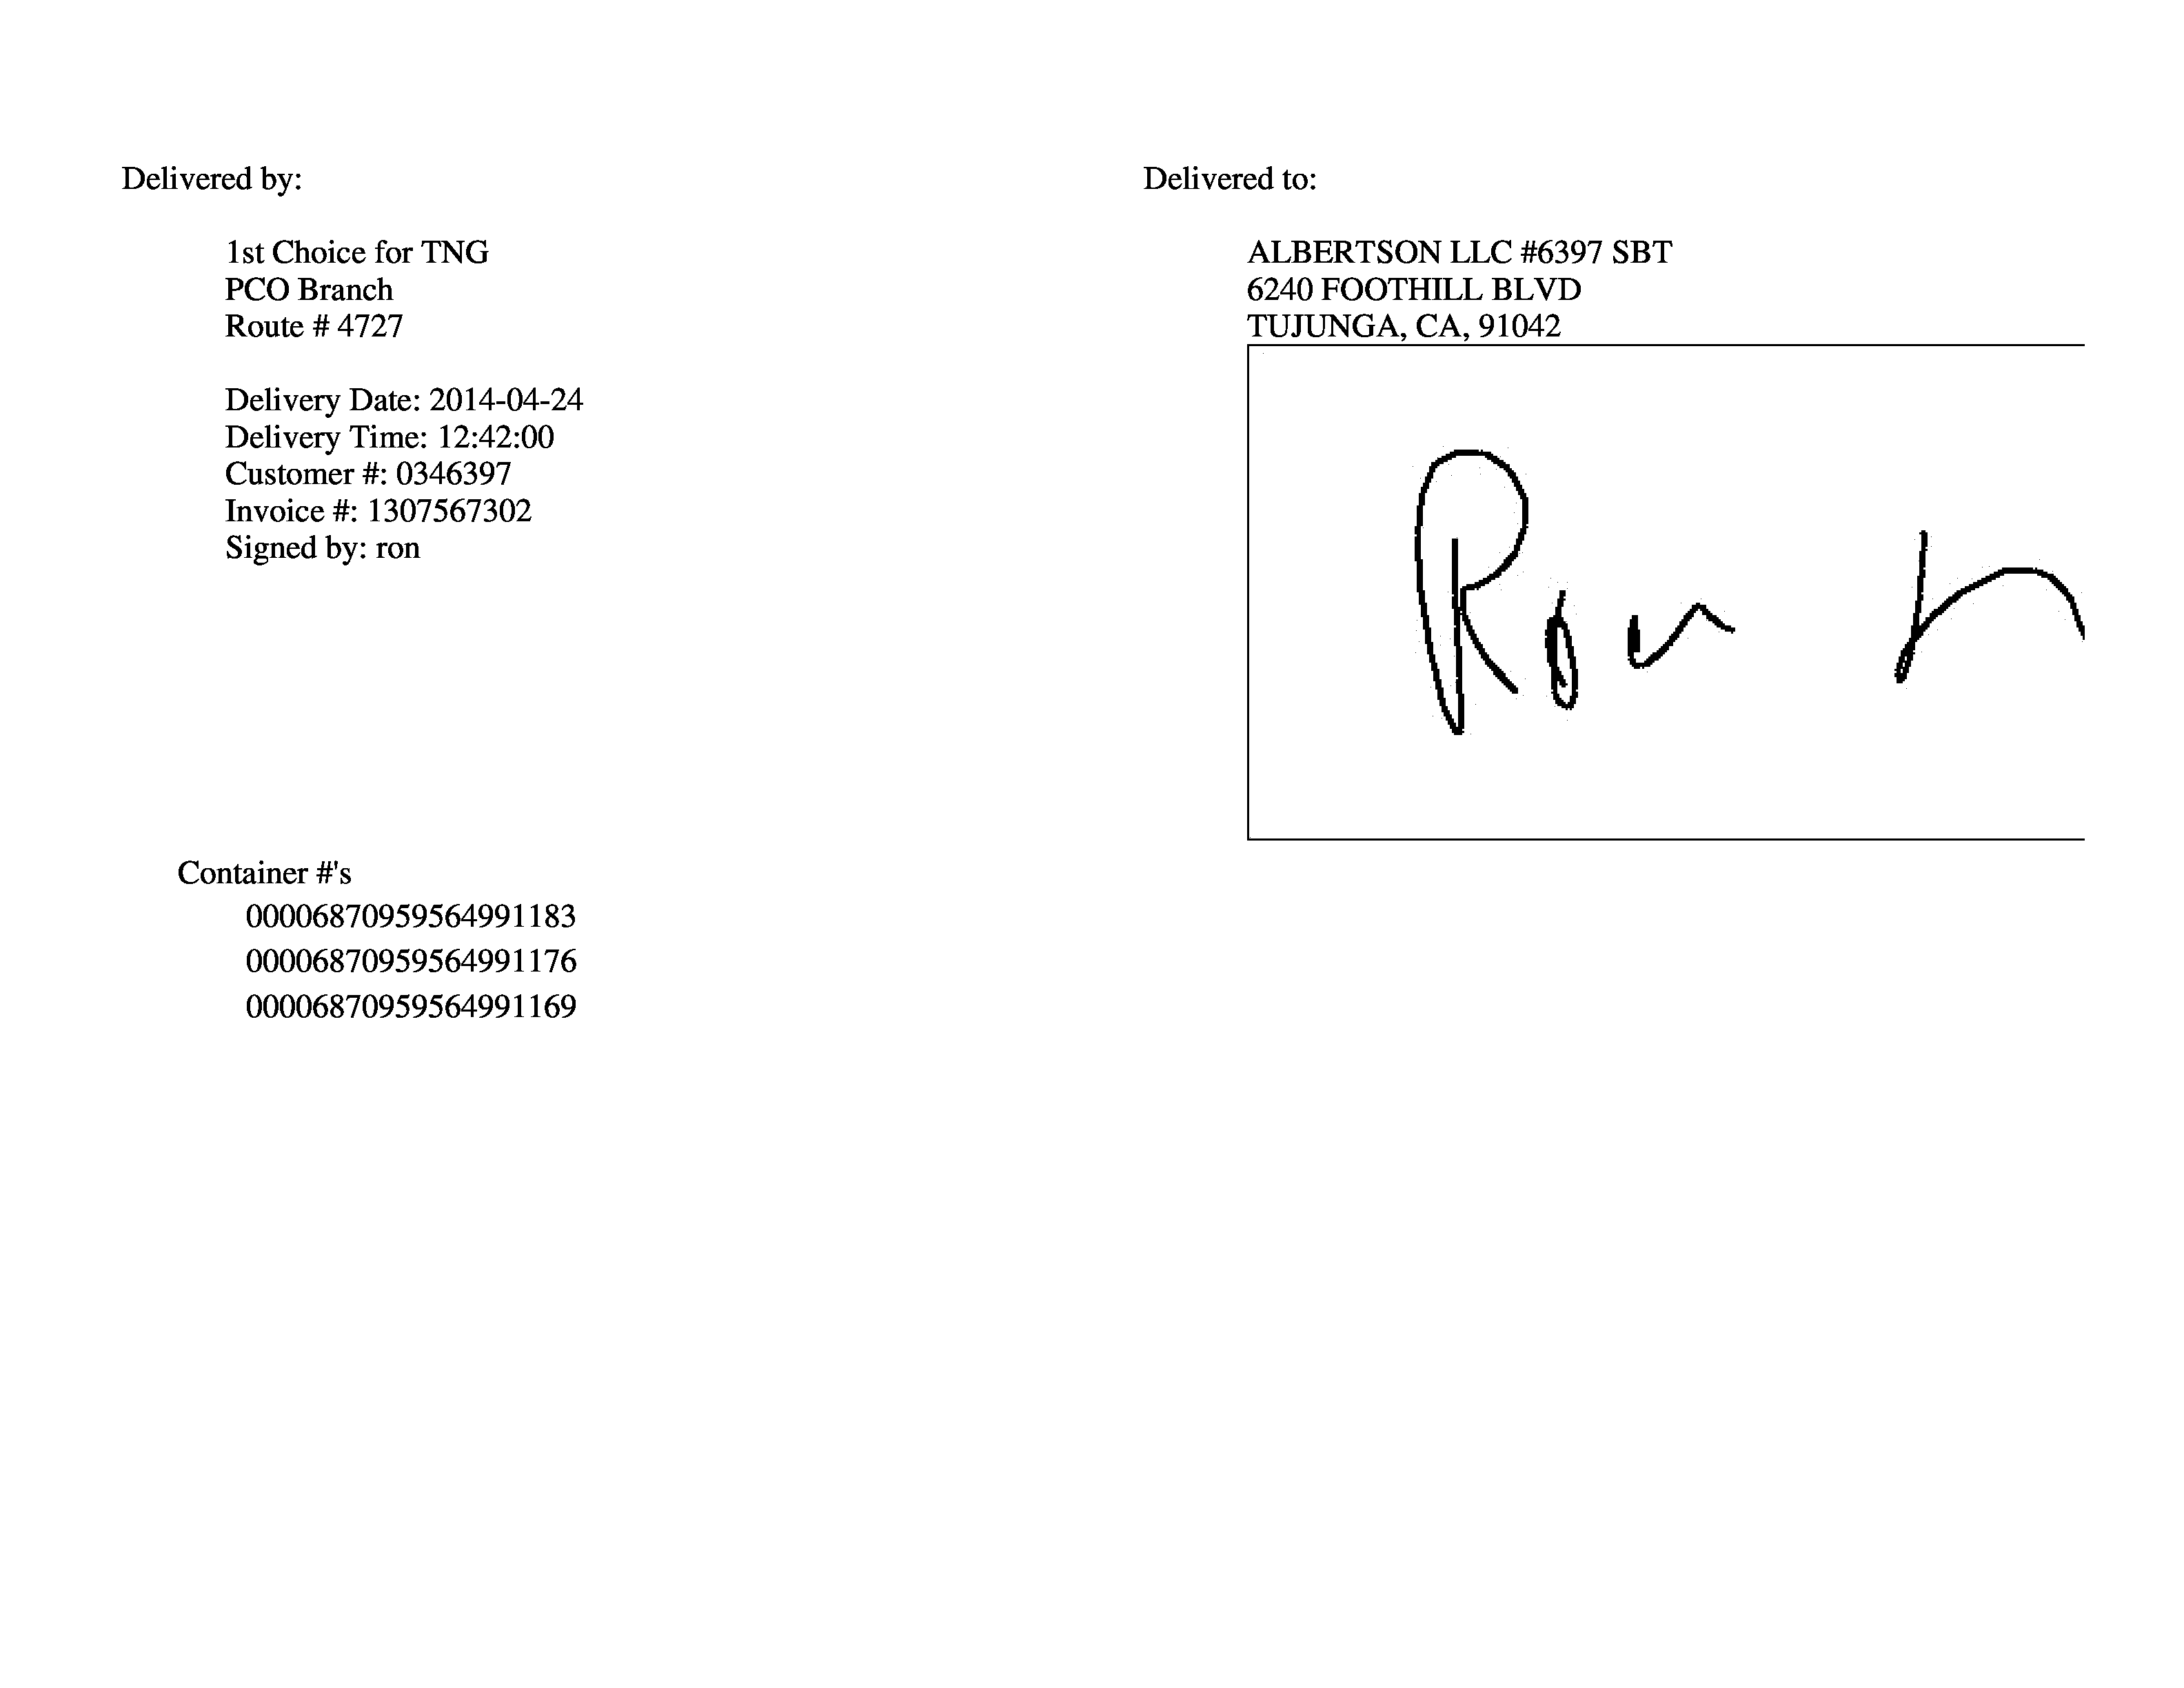 Delivered by:
1st Choice for TNG
PCO Branch
Route # 4727
Delivery Date: 2014-04-24
Delivery Time: 12:42:00
Customer #: 0346397
Invoice #: 1307567302
Signed by: ron
Delivered to:
ALBERTSON LLC #6397 SBT
6240 FOOTHILL BLVD
TUJUNGA, CA, 91042
Ron
Container #'s
00006870959564991183
00006870959564991176
00006870959564991169